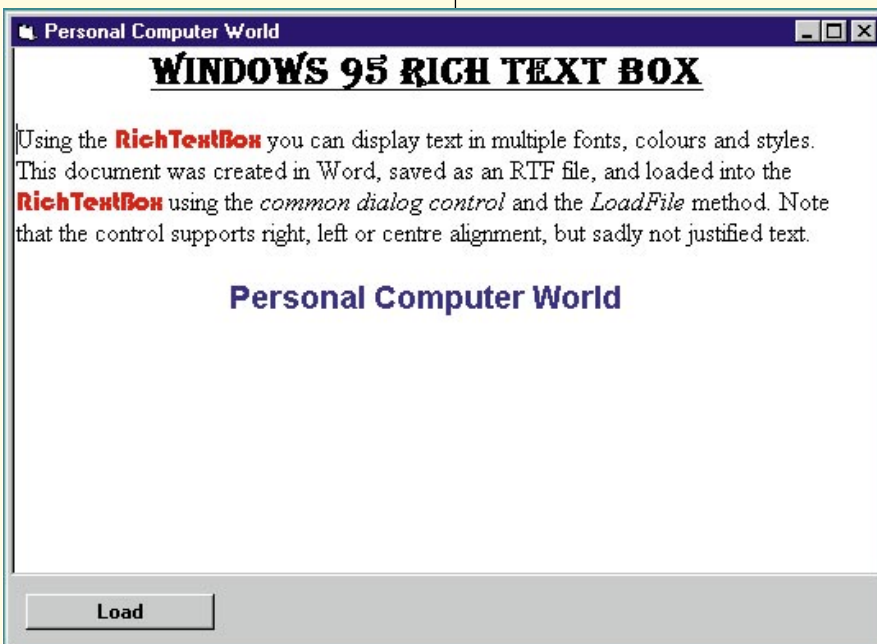 Personal Computer World
WINDOWS 95 RICH TEXT BOX
Using the RichTextBox you can display text in multiple fonts, colours and styles.
This document was created in Word, saved as an RTF file, and loaded into the
RichTextBox using the common dialog control and the LoadFile method. Note
that the control supports right, left or centre alignment, but sadly not justified text.
Personal Computer World
Load